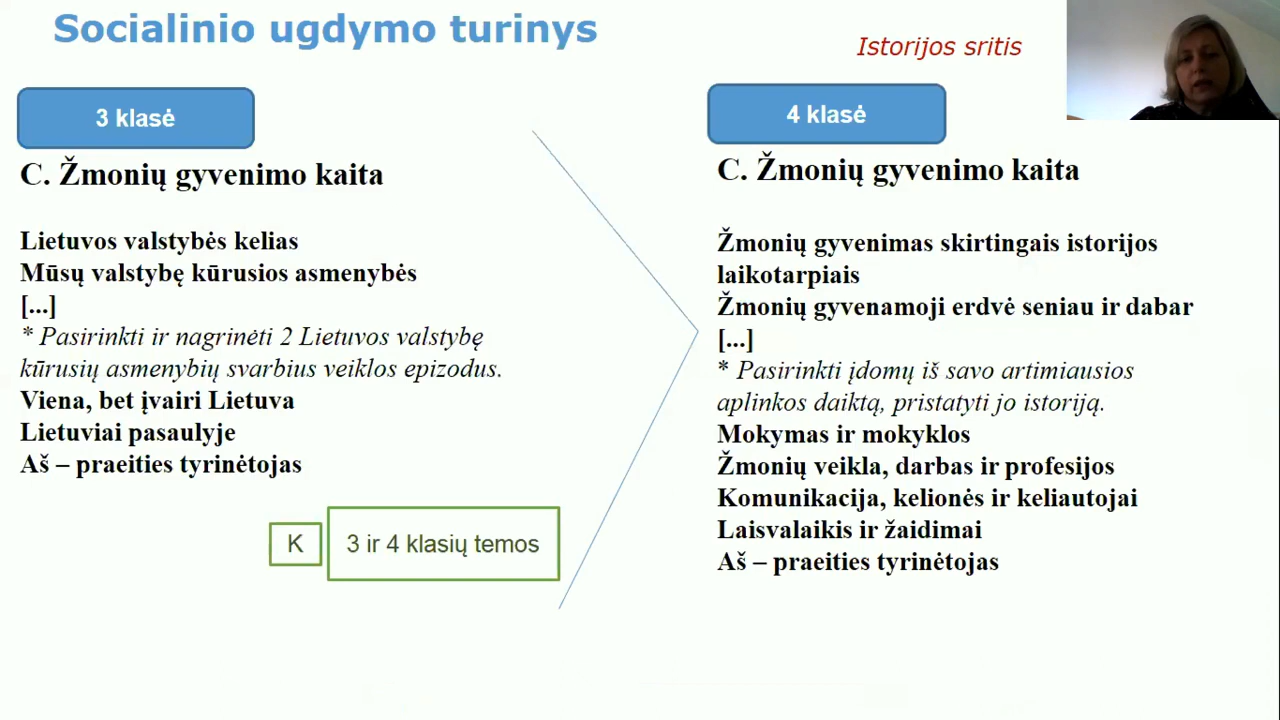 Socialinio ugdymo turinys
Istorijos sritis
3 klasė
C. Žmonių gyvenimo kaita
Lietuvos valstybės kelias
Mūsų valstybę kūrusios asmenybės
[...]
* Pasirinkti ir nagrinėti 2 Lietuvos valstybę
kūrusių asmenybių svarbius veiklos epizodus.
Viena, bet įvairi Lietuva
Lietuviai pasaulyje
Aš – praeities tyrinėtojas
K
3 ir 4 klasių temos
4 klasė
C. Žmonių gyvenimo kaita
Žmonių gyvenimas skirtingais istorijos
laikotarpiais
Žmonių gyvenamoji erdvė seniau ir dabar
[...]
* Pasirinkti įdomų iš savo artimiausios
aplinkos daiktą, pristatyti jo istoriją.
Mokymas ir mokyklos
Žmonių veikla, darbas ir profesijos
Komunikacija, kelionės ir keliautojai
Laisvalaikis ir žaidimai
Aš – praeities tyrinėtojas